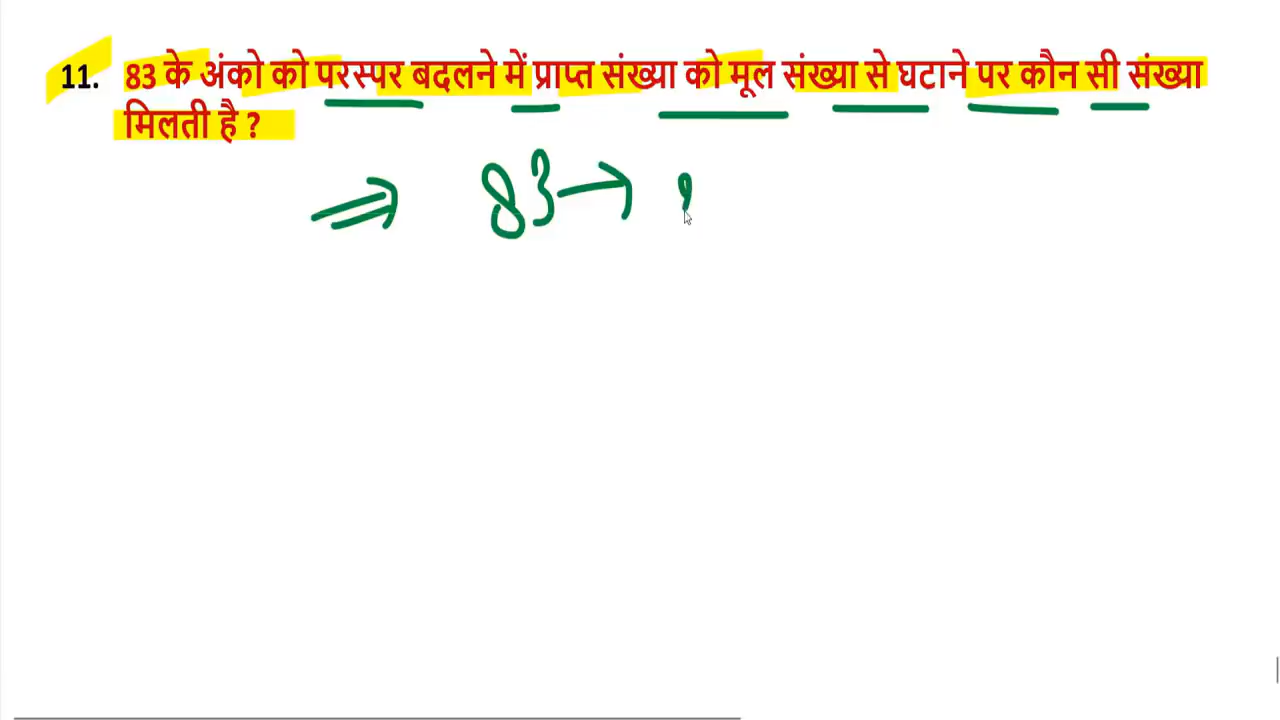 11. 83 के अंको को परस्पर बदलने में प्राप्त संख्या को मूल संख्या से घटाने पर कौन सी संख्या
मिलती है ?
⇒ 83 →